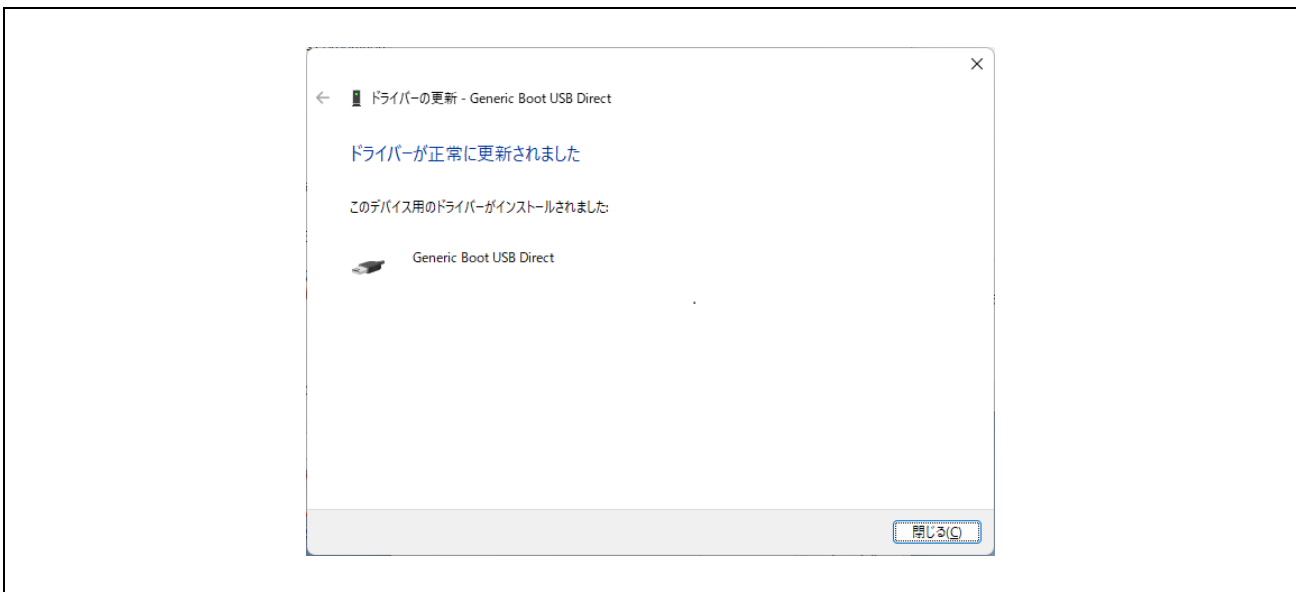 ドライバーの更新 - Generic Boot USB Direct
ドライバーが正常に更新されました
このデバイス用のドライバーがインストールされました:
Generic Boot USB Direct
閉じる(C)